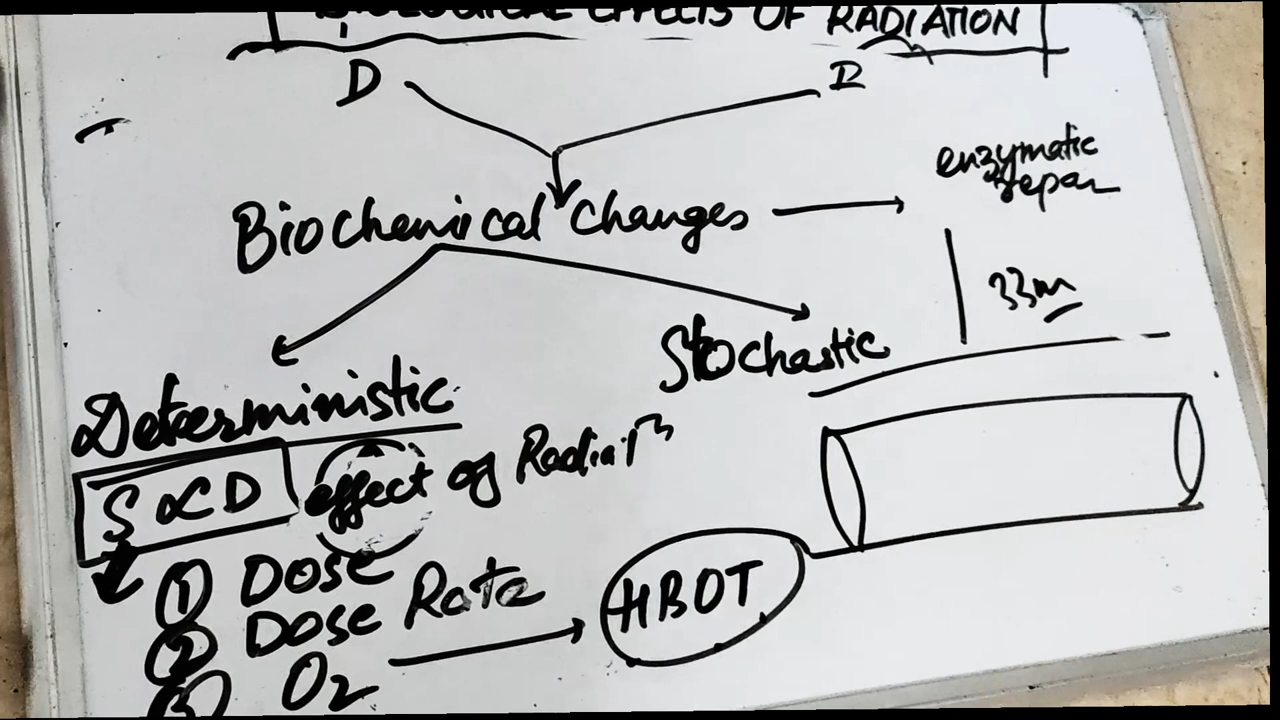 BIOLOGICAL EFFECTS OF RADIATION
D
I
Biochemical Changes
enzymatic
repair
33m
Deterministic
Stochastic
S ∝ D effect of Radiatⁿ
① Dose
② Dose Rate
③ O2
HBOT